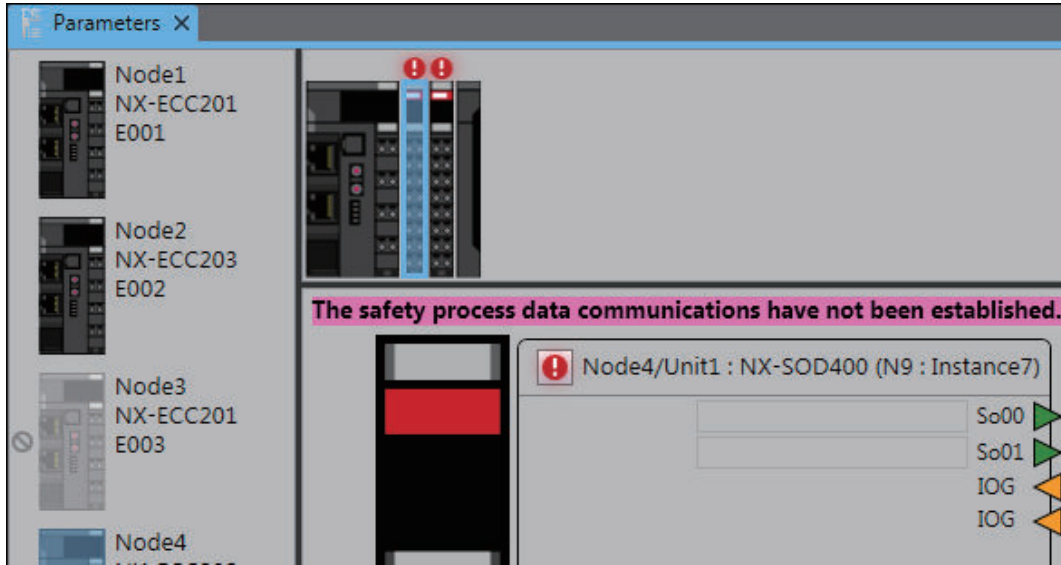 Parameters
Node1
NX-ECC201
E001
Node2
NX-ECC203
E002
Node3
NX-ECC201
E003
Node4
The safety process data communications have not been established.
Node4/Unit1 : NX-SOD400 (N9 : Instance7)
So00
So01
IOG
IOG